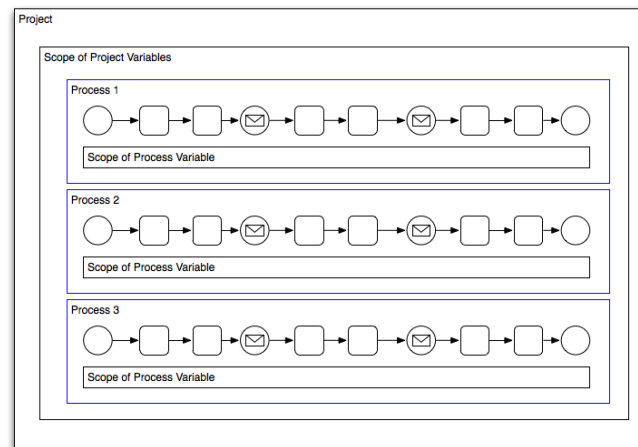 Project
Scope of Project Variables
Process 1
Scope of Process Variable
Process 2
Scope of Process Variable
Process 3
Scope of Process Variable